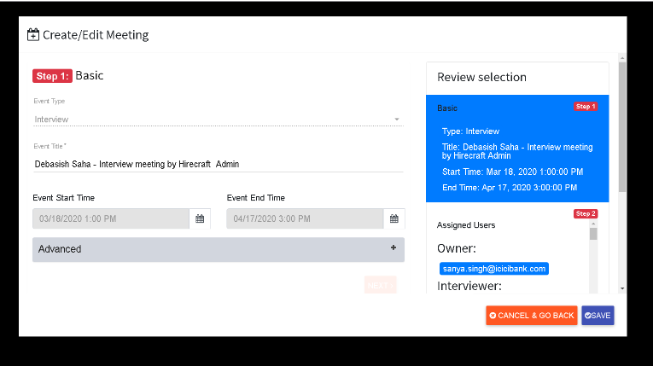 Create/Edit Meeting
Step 1: Basic
Event Type
Interview
Event Title*
Debasish Saha - Interview meeting by Hirecraft Admin
Event Start Time
Event End Time
03/18/2020 1:00 PM
04/17/2020 3:00 PM
Advanced
+
Review selection
Basic
Step 1
Type: Interview
Title: Debasish Saha - Interview meeting
by Hirecraft Admin
Start Time: Mar 18, 2020 1:00:00 PM
End Time: Apr 17, 2020 3:00:00 PM
Step 2
Assigned Users
Owner:
sanya.singh@icicibank.com
Interviewer:
CANCEL & GO BACK
SAVE